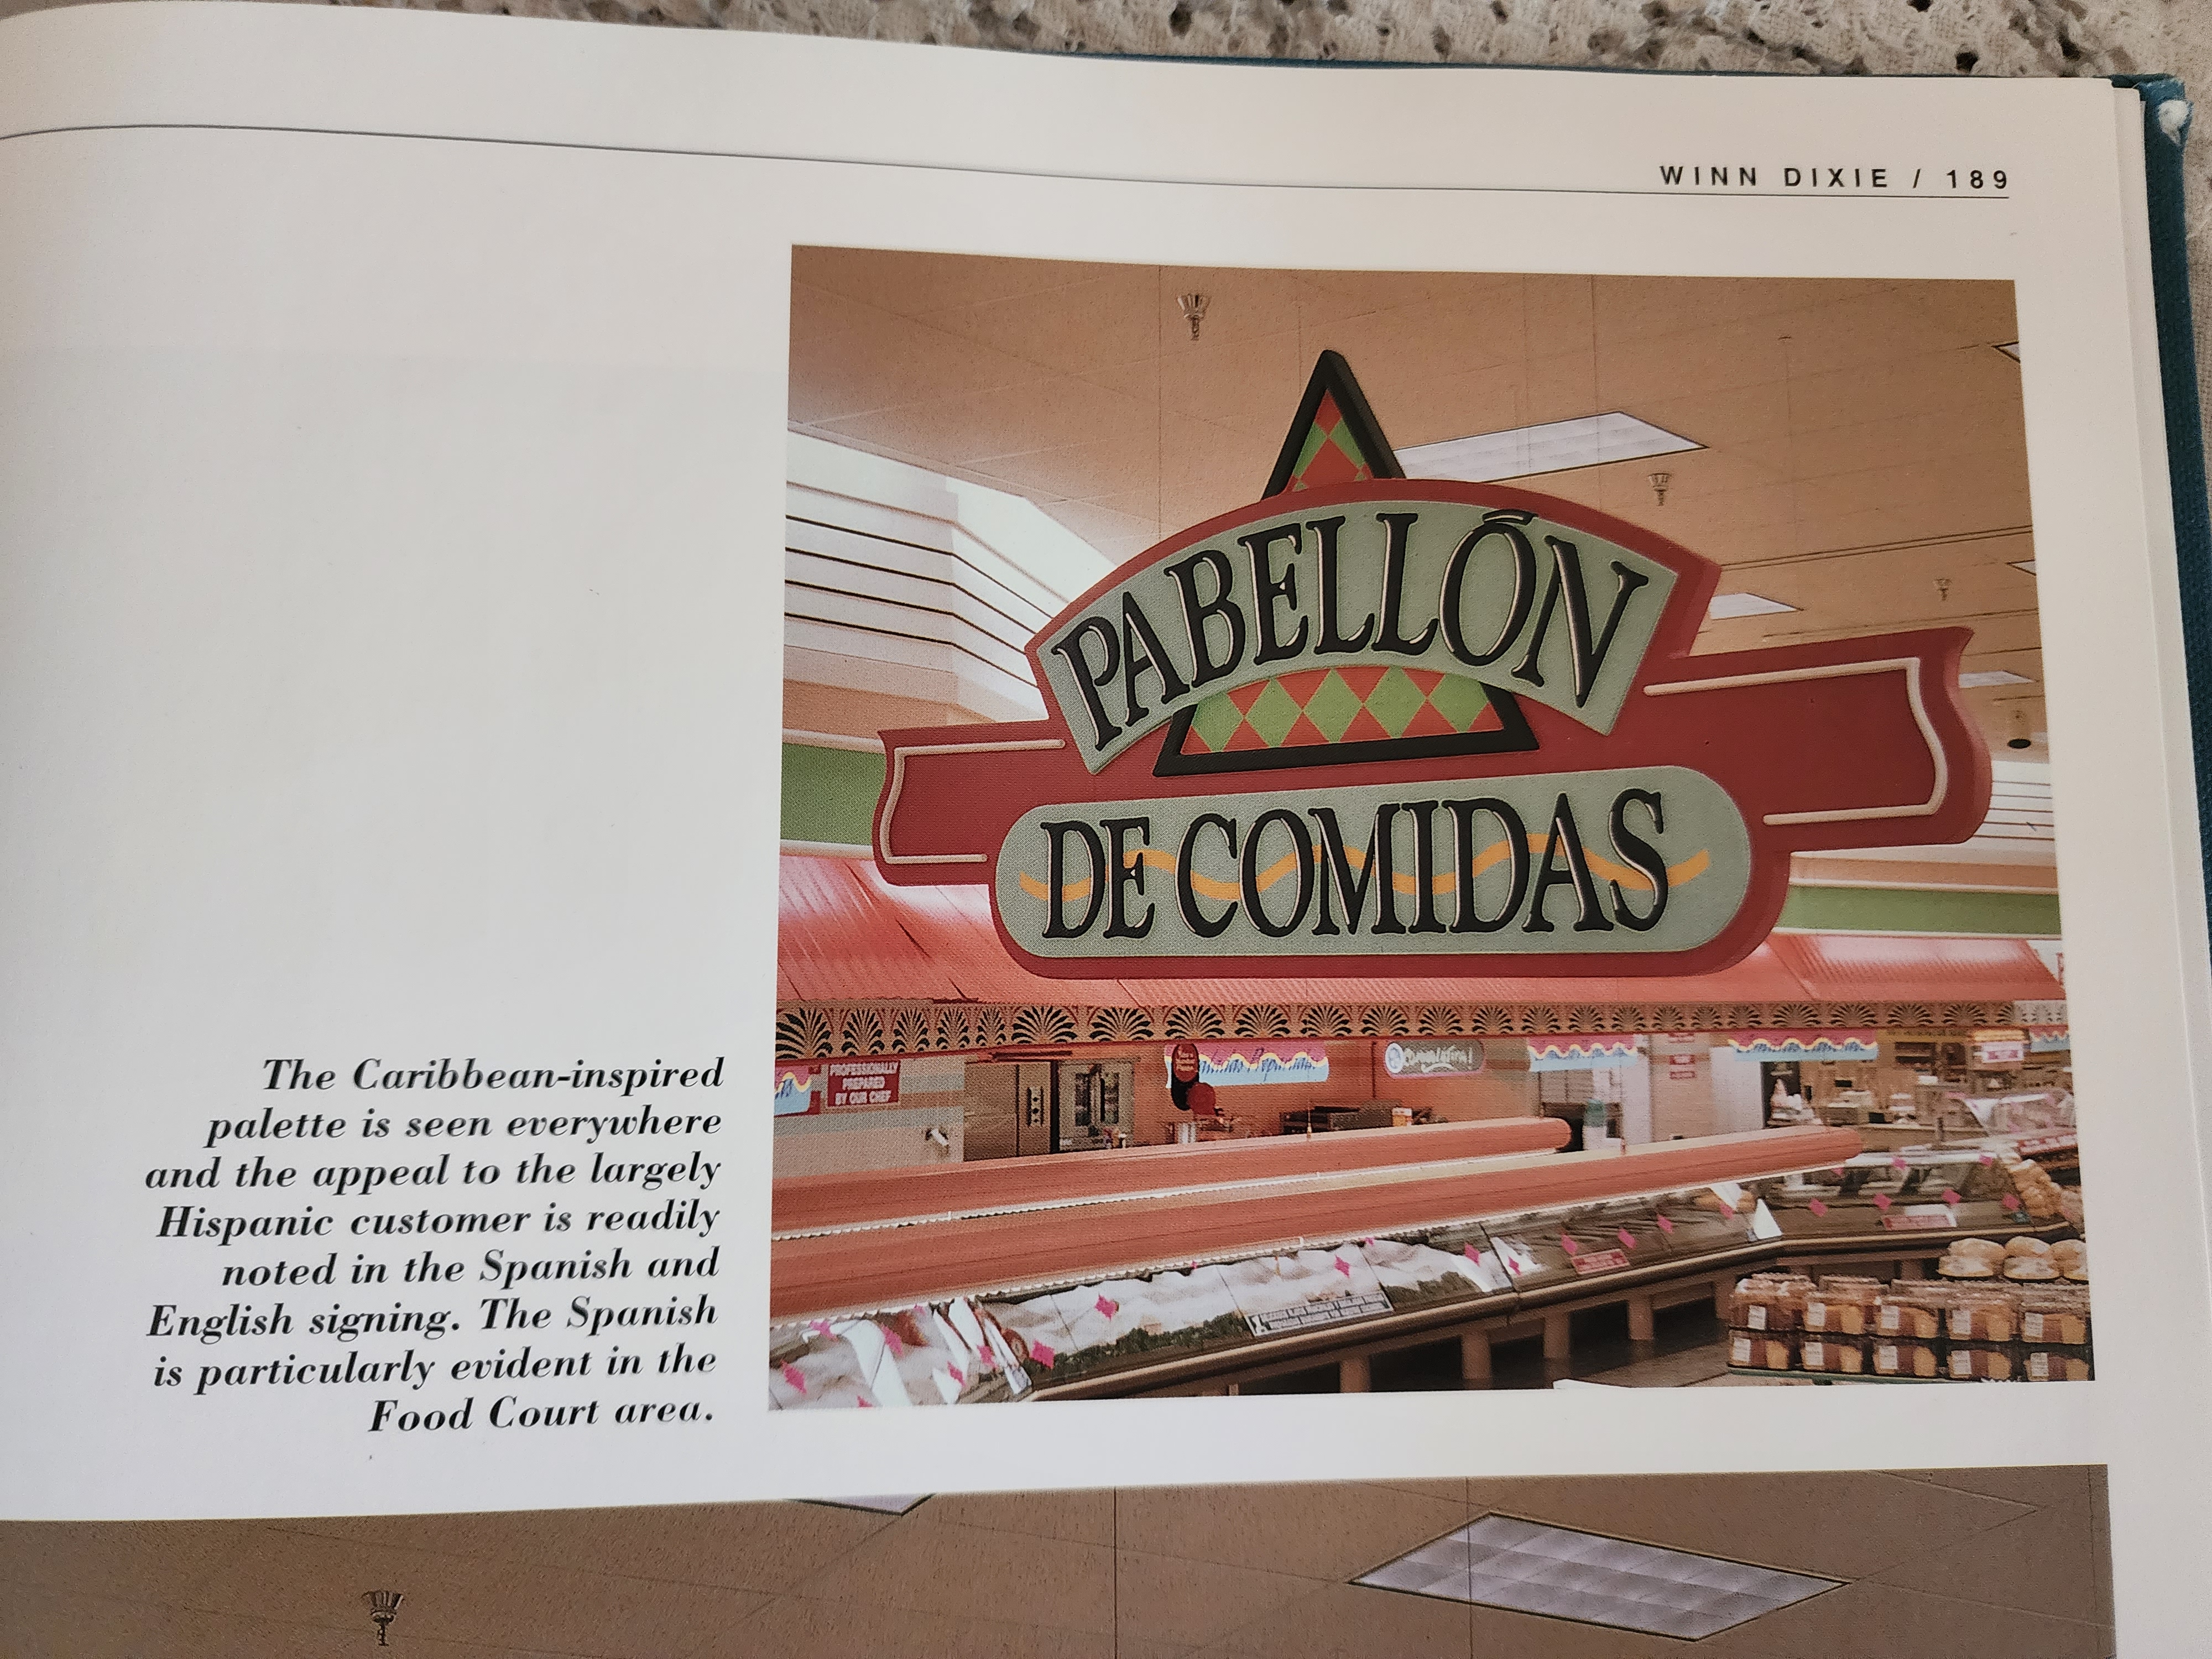 WINN DIXIE / 189
PABELLÓN
DE COMIDAS
PROFESSIONALLY
PREPARED
BY OUR CHEF
The Caribbean-inspired
palette is seen everywhere
and the appeal to the largely
Hispanic customer is readily
noted in the Spanish and
English signing. The Spanish
is particularly evident in the
Food Court area.